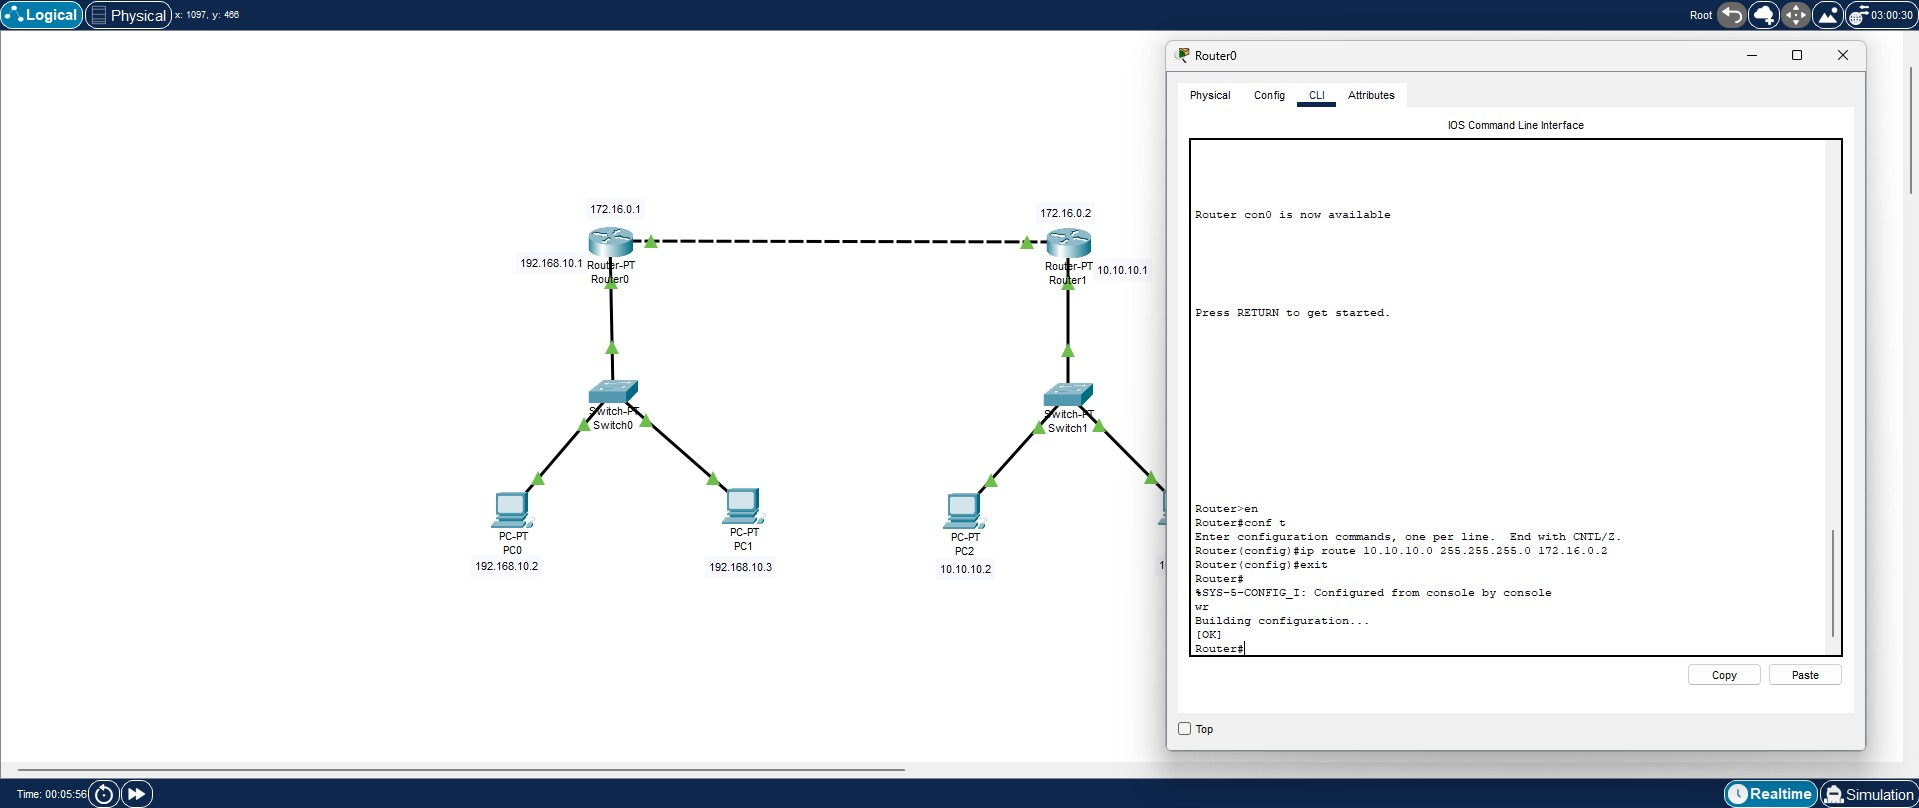 Logical
Physical
x: 1097, y: 466
Root
03:00:30
Router0
Physical
Config
CLI
Attributes
IOS Command Line Interface
Router con0 is now available
Press RETURN to get started.
Router>en
Router#conf t
Enter configuration commands, one per line.  End with CNTL/Z.
Router(config)#ip route 10.10.10.0 255.255.255.0 172.16.0.2
Router(config)#exit
Router#
%SYS-5-CONFIG_I: Configured from console by console
wr
Building configuration...
[OK]
Router#
Copy
Paste
Top
172.16.0.1
172.16.0.2
192.168.10.1
Router-PT
Router0
Router-PT
Router1
10.10.10.1
Switch-PT
Switch0
Switch-PT
Switch1
PC-PT
PC0
192.168.10.2
PC-PT
PC1
192.168.10.3
PC-PT
PC2
10.10.10.2
Time: 00:05:56
Realtime
Simulation